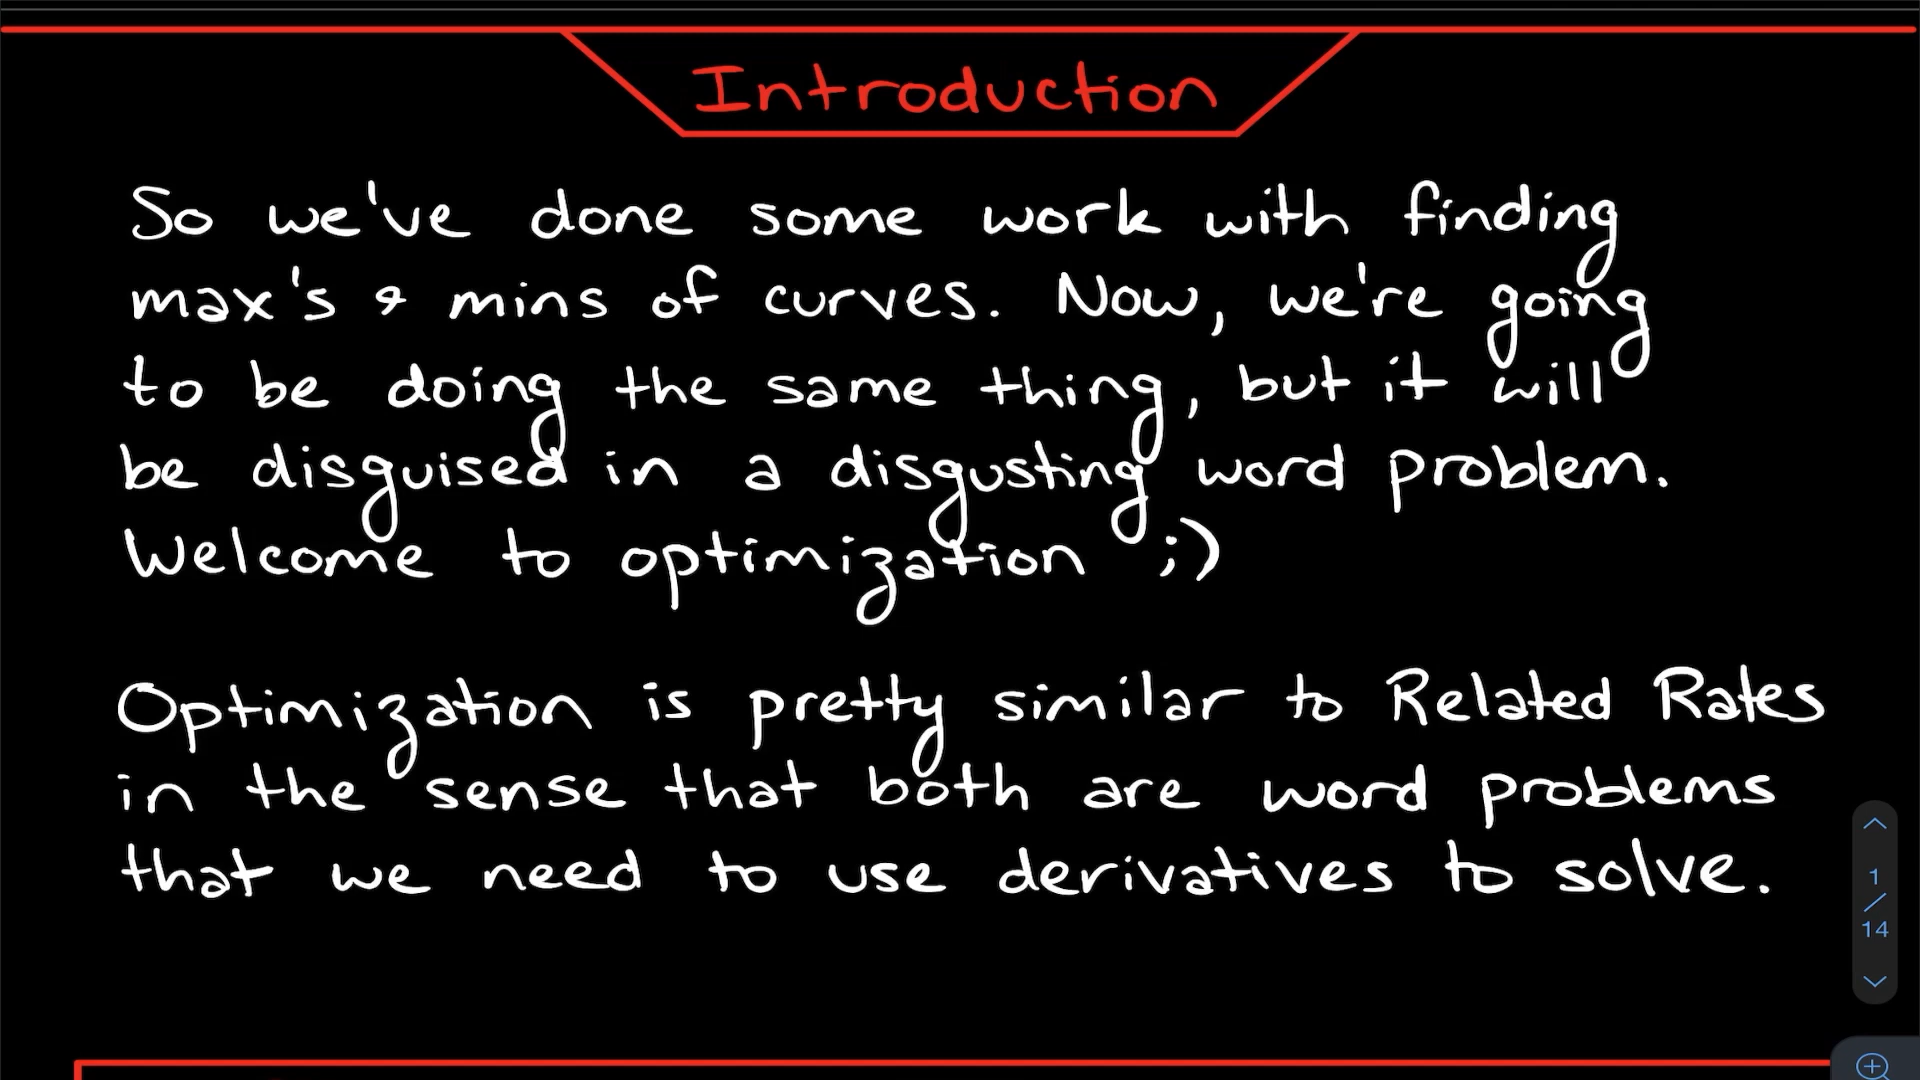 Introduction
So we've done some work with finding
max's & mins of curves. Now, we're going
to be doing the same thing, but it will
be disguised in a disgusting word problem.
Welcome to optimization ;)
Optimization is pretty similar to Related Rates
in the sense that both are word problems
that we need to use derivatives to solve.
1
/
14